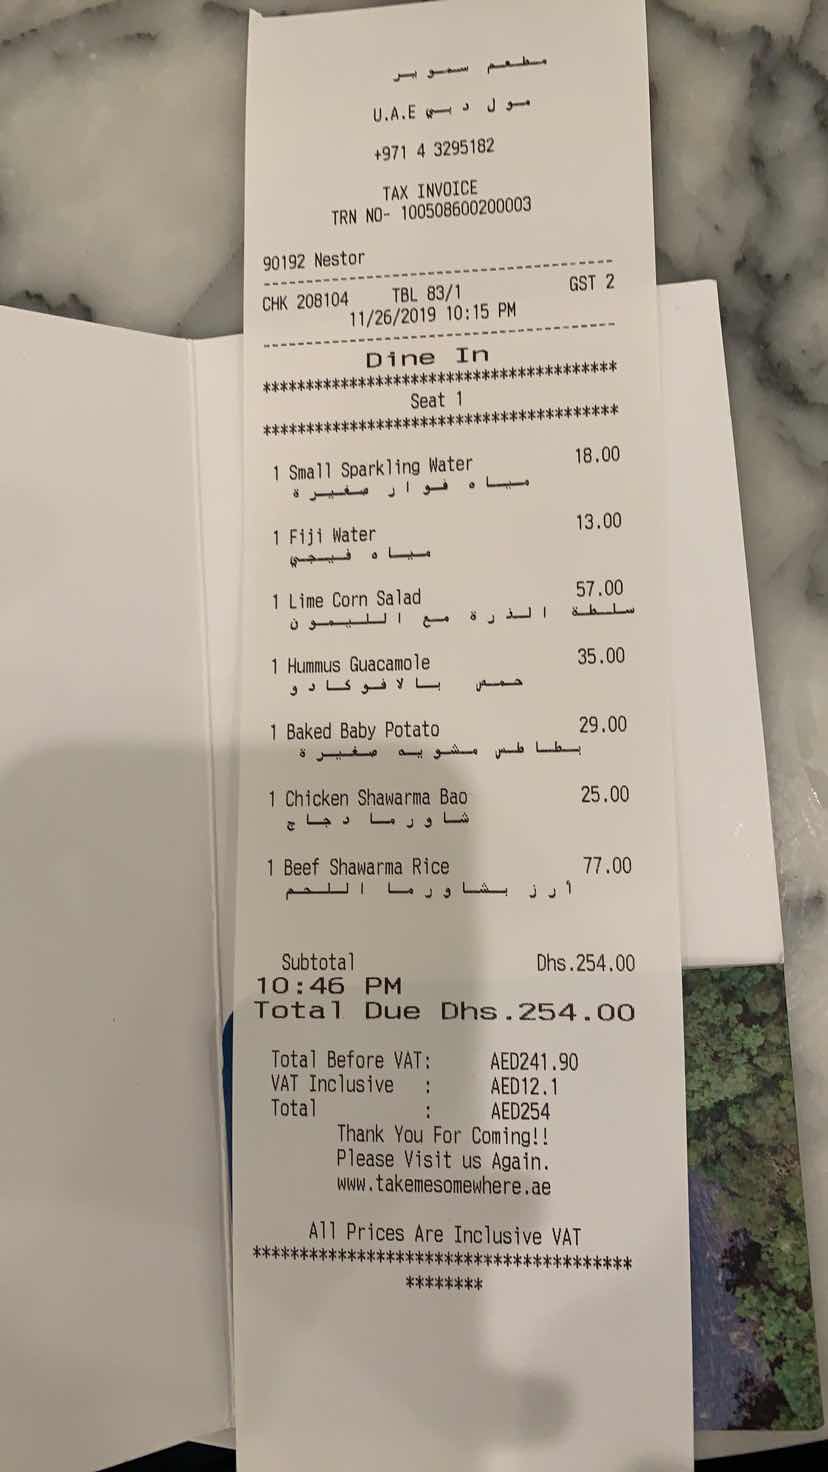 مطعم سموير
مول دبي U.A.E
+971 4 3295182
TAX INVOICE
TRN NO- 100508600200003
90192 Nestor
--------------------------------------
CHK 208104 TBL 83/1 GST 2
11/26/2019 10:15 PM
--------------------------------------
Dine In
*****************************************
Seat 1
*****************************************
1 Small Sparkling Water 18.00
مياه فوار صغيرة
1 Fiji Water 13.00
مياه فيجي
1 Lime Corn Salad 57.00
سلطة الذرة مع الليمون
1 Hummus Guacamole 35.00
حمص بالافوكادو
1 Baked Baby Potato 29.00
بطاطس مشويه صغيرة
1 Chicken Shawarma Bao 25.00
شاورما دجاج
1 Beef Shawarma Rice 77.00
أرز بشاورما اللحم
Subtotal Dhs.254.00
10:46 PM
Total Due Dhs.254.00
Total Before VAT: AED241.90
VAT Inclusive : AED12.1
Total : AED254
Thank You For Coming!!
Please Visit us Again.
www.takemesomewhere.ae
All Prices Are Inclusive VAT
****************************************
********